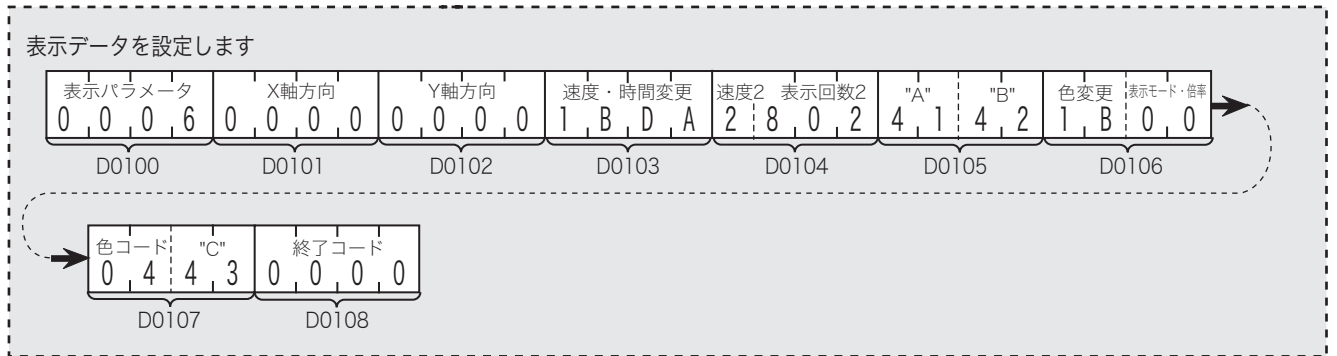 表示データを設定します
表示パラメータ X軸方向 Y軸方向 速度・時間変更 速度2 表示回数2 "A" "B" 色変更 表示モード・倍率
0 0 0 6 0 0 0 0 0 0 0 0 1 B D A 2 8 0 2 4 1 4 2 1 B 0 0
D0100 D0101 D0102 D0103 D0104 D0105 D0106
色コード "C" 終了コード
0 4 4 3 0 0 0 0
D0107 D0108